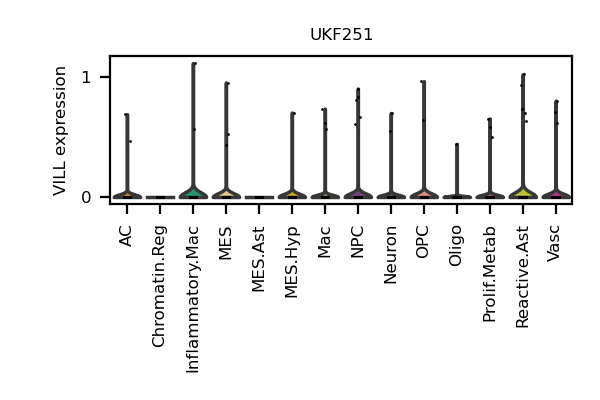 UKF251
VILL expression
1
0
AC
Chromatin.Reg
Inflammatory.Mac
MES
MES.Ast
MES.Hyp
Mac
NPC
Neuron
OPC
Oligo
Prolif.Metab
Reactive.Ast
Vasc